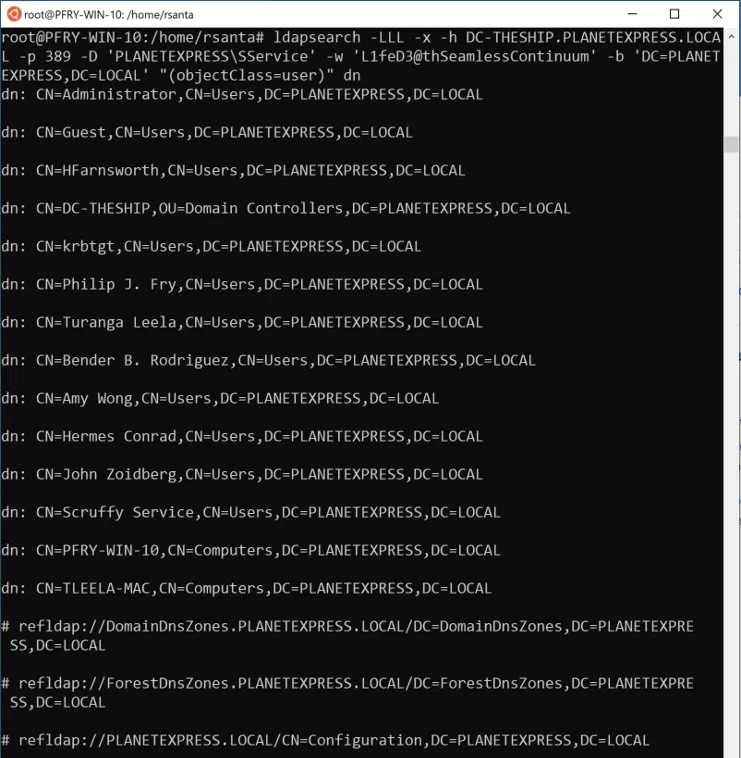 root@PFRY-WIN-10: /home/rsanta
root@PFRY-WIN-10:/home/rsanta# ldapsearch -LLL -x -h DC-THESHIP.PLANETEXPRESS.LOCA
L -p 389 -D 'PLANETEXPRESS\SService' -w 'L1feD3@thSeamlessContinuum' -b 'DC=PLANET
EXPRESS,DC=LOCAL' "(objectClass=user)" dn
dn: CN=Administrator,CN=Users,DC=PLANETEXPRESS,DC=LOCAL
dn: CN=Guest,CN=Users,DC=PLANETEXPRESS,DC=LOCAL
dn: CN=HFarnsworth,CN=Users,DC=PLANETEXPRESS,DC=LOCAL
dn: CN=DC-THESHIP,OU=Domain Controllers,DC=PLANETEXPRESS,DC=LOCAL
dn: CN=krbtgt,CN=Users,DC=PLANETEXPRESS,DC=LOCAL
dn: CN=Philip J. Fry,CN=Users,DC=PLANETEXPRESS,DC=LOCAL
dn: CN=Turanga Leela,CN=Users,DC=PLANETEXPRESS,DC=LOCAL
dn: CN=Bender B. Rodriguez,CN=Users,DC=PLANETEXPRESS,DC=LOCAL
dn: CN=Amy Wong,CN=Users,DC=PLANETEXPRESS,DC=LOCAL
dn: CN=Hermes Conrad,CN=Users,DC=PLANETEXPRESS,DC=LOCAL
dn: CN=John Zoidberg,CN=Users,DC=PLANETEXPRESS,DC=LOCAL
dn: CN=Scruffy Service,CN=Users,DC=PLANETEXPRESS,DC=LOCAL
dn: CN=PFRY-WIN-10,CN=Computers,DC=PLANETEXPRESS,DC=LOCAL
dn: CN=TLEELA-MAC,CN=Computers,DC=PLANETEXPRESS,DC=LOCAL
# refldap://DomainDnsZones.PLANETEXPRESS.LOCAL/DC=DomainDnsZones,DC=PLANETEXPRE
SS,DC=LOCAL
# refldap://ForestDnsZones.PLANETEXPRESS.LOCAL/DC=ForestDnsZones,DC=PLANETEXPRE
SS,DC=LOCAL
# refldap://PLANETEXPRESS.LOCAL/CN=Configuration,DC=PLANETEXPRESS,DC=LOCAL